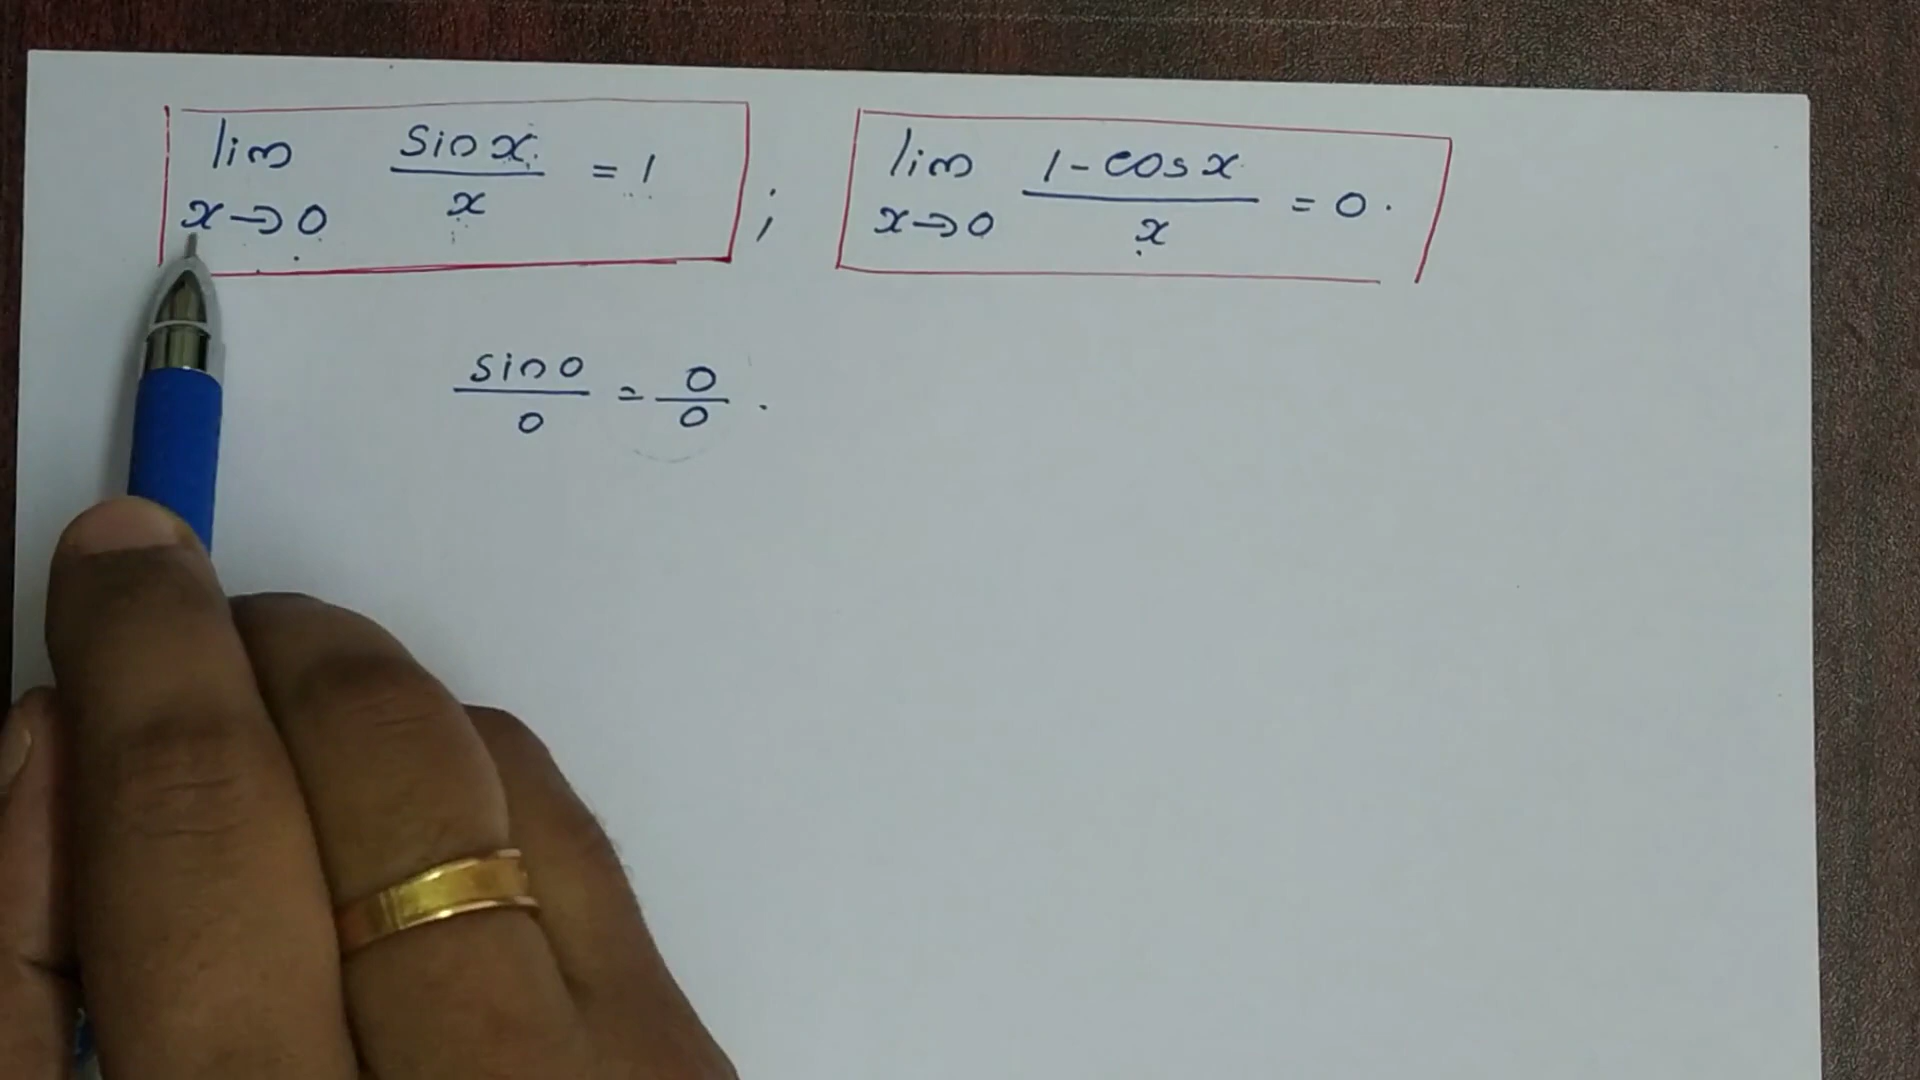 lim x→0 sin x / x = 1 ; lim x→0 1 - cos x / x = 0.
sin 0 / 0 = 0 / 0 .